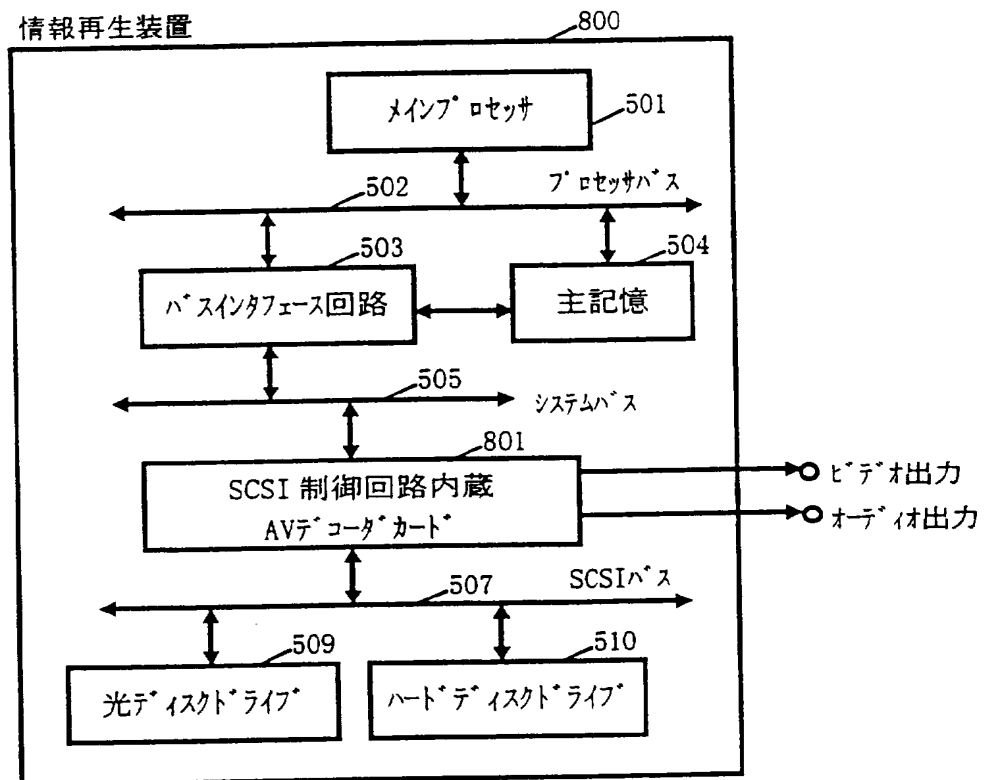 情報再生装置
800
メインプロセッサ
501
502
プロセッサバス
503
504
バスインタフェース回路
主記憶
505
システムバス
801
SCSI 制御回路内蔵
AVデコーダカード
ビデオ出力
オーディオ出力
507
SCSIバス
509
510
光ディスクドライブ
ハードディスクドライブ